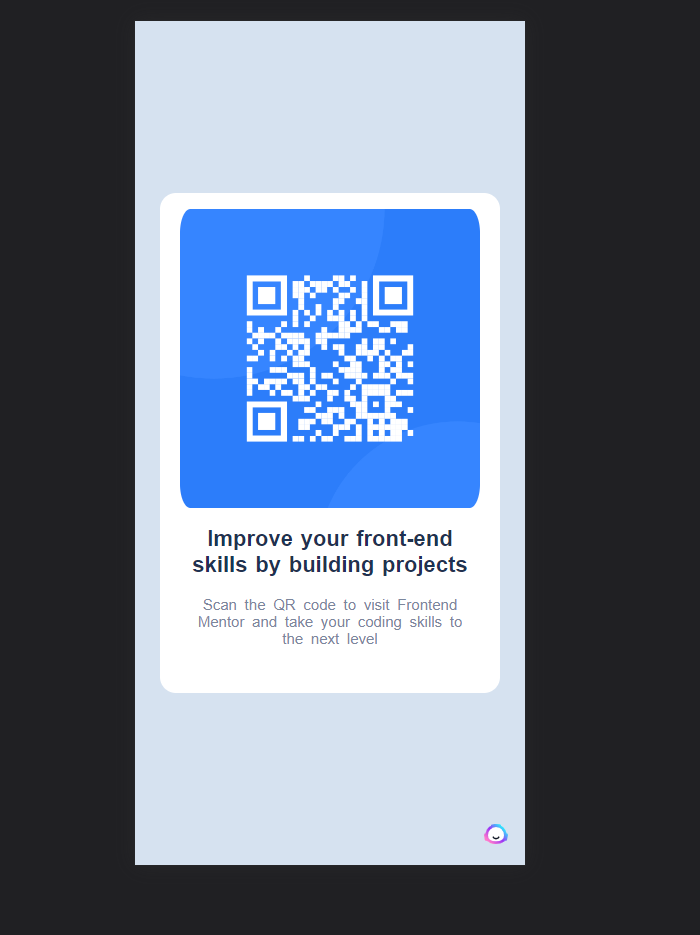 Improve your front-end
skills by building projects
Scan the QR code to visit Frontend
Mentor and take your coding skills to
the next level